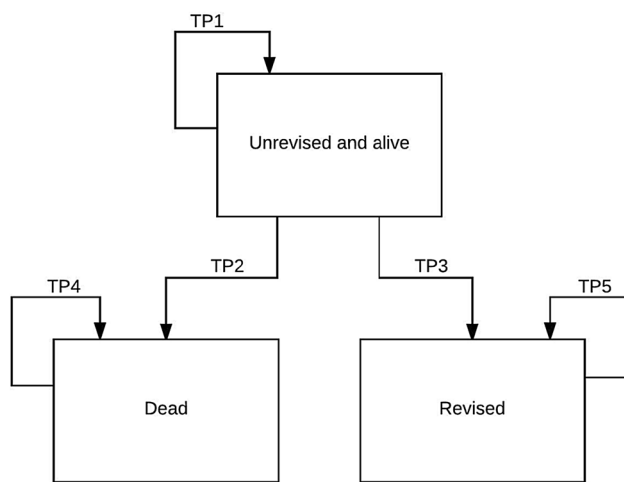 TP1
Unrevised and alive
TP2
TP3
TP4
TP5
Dead
Revised